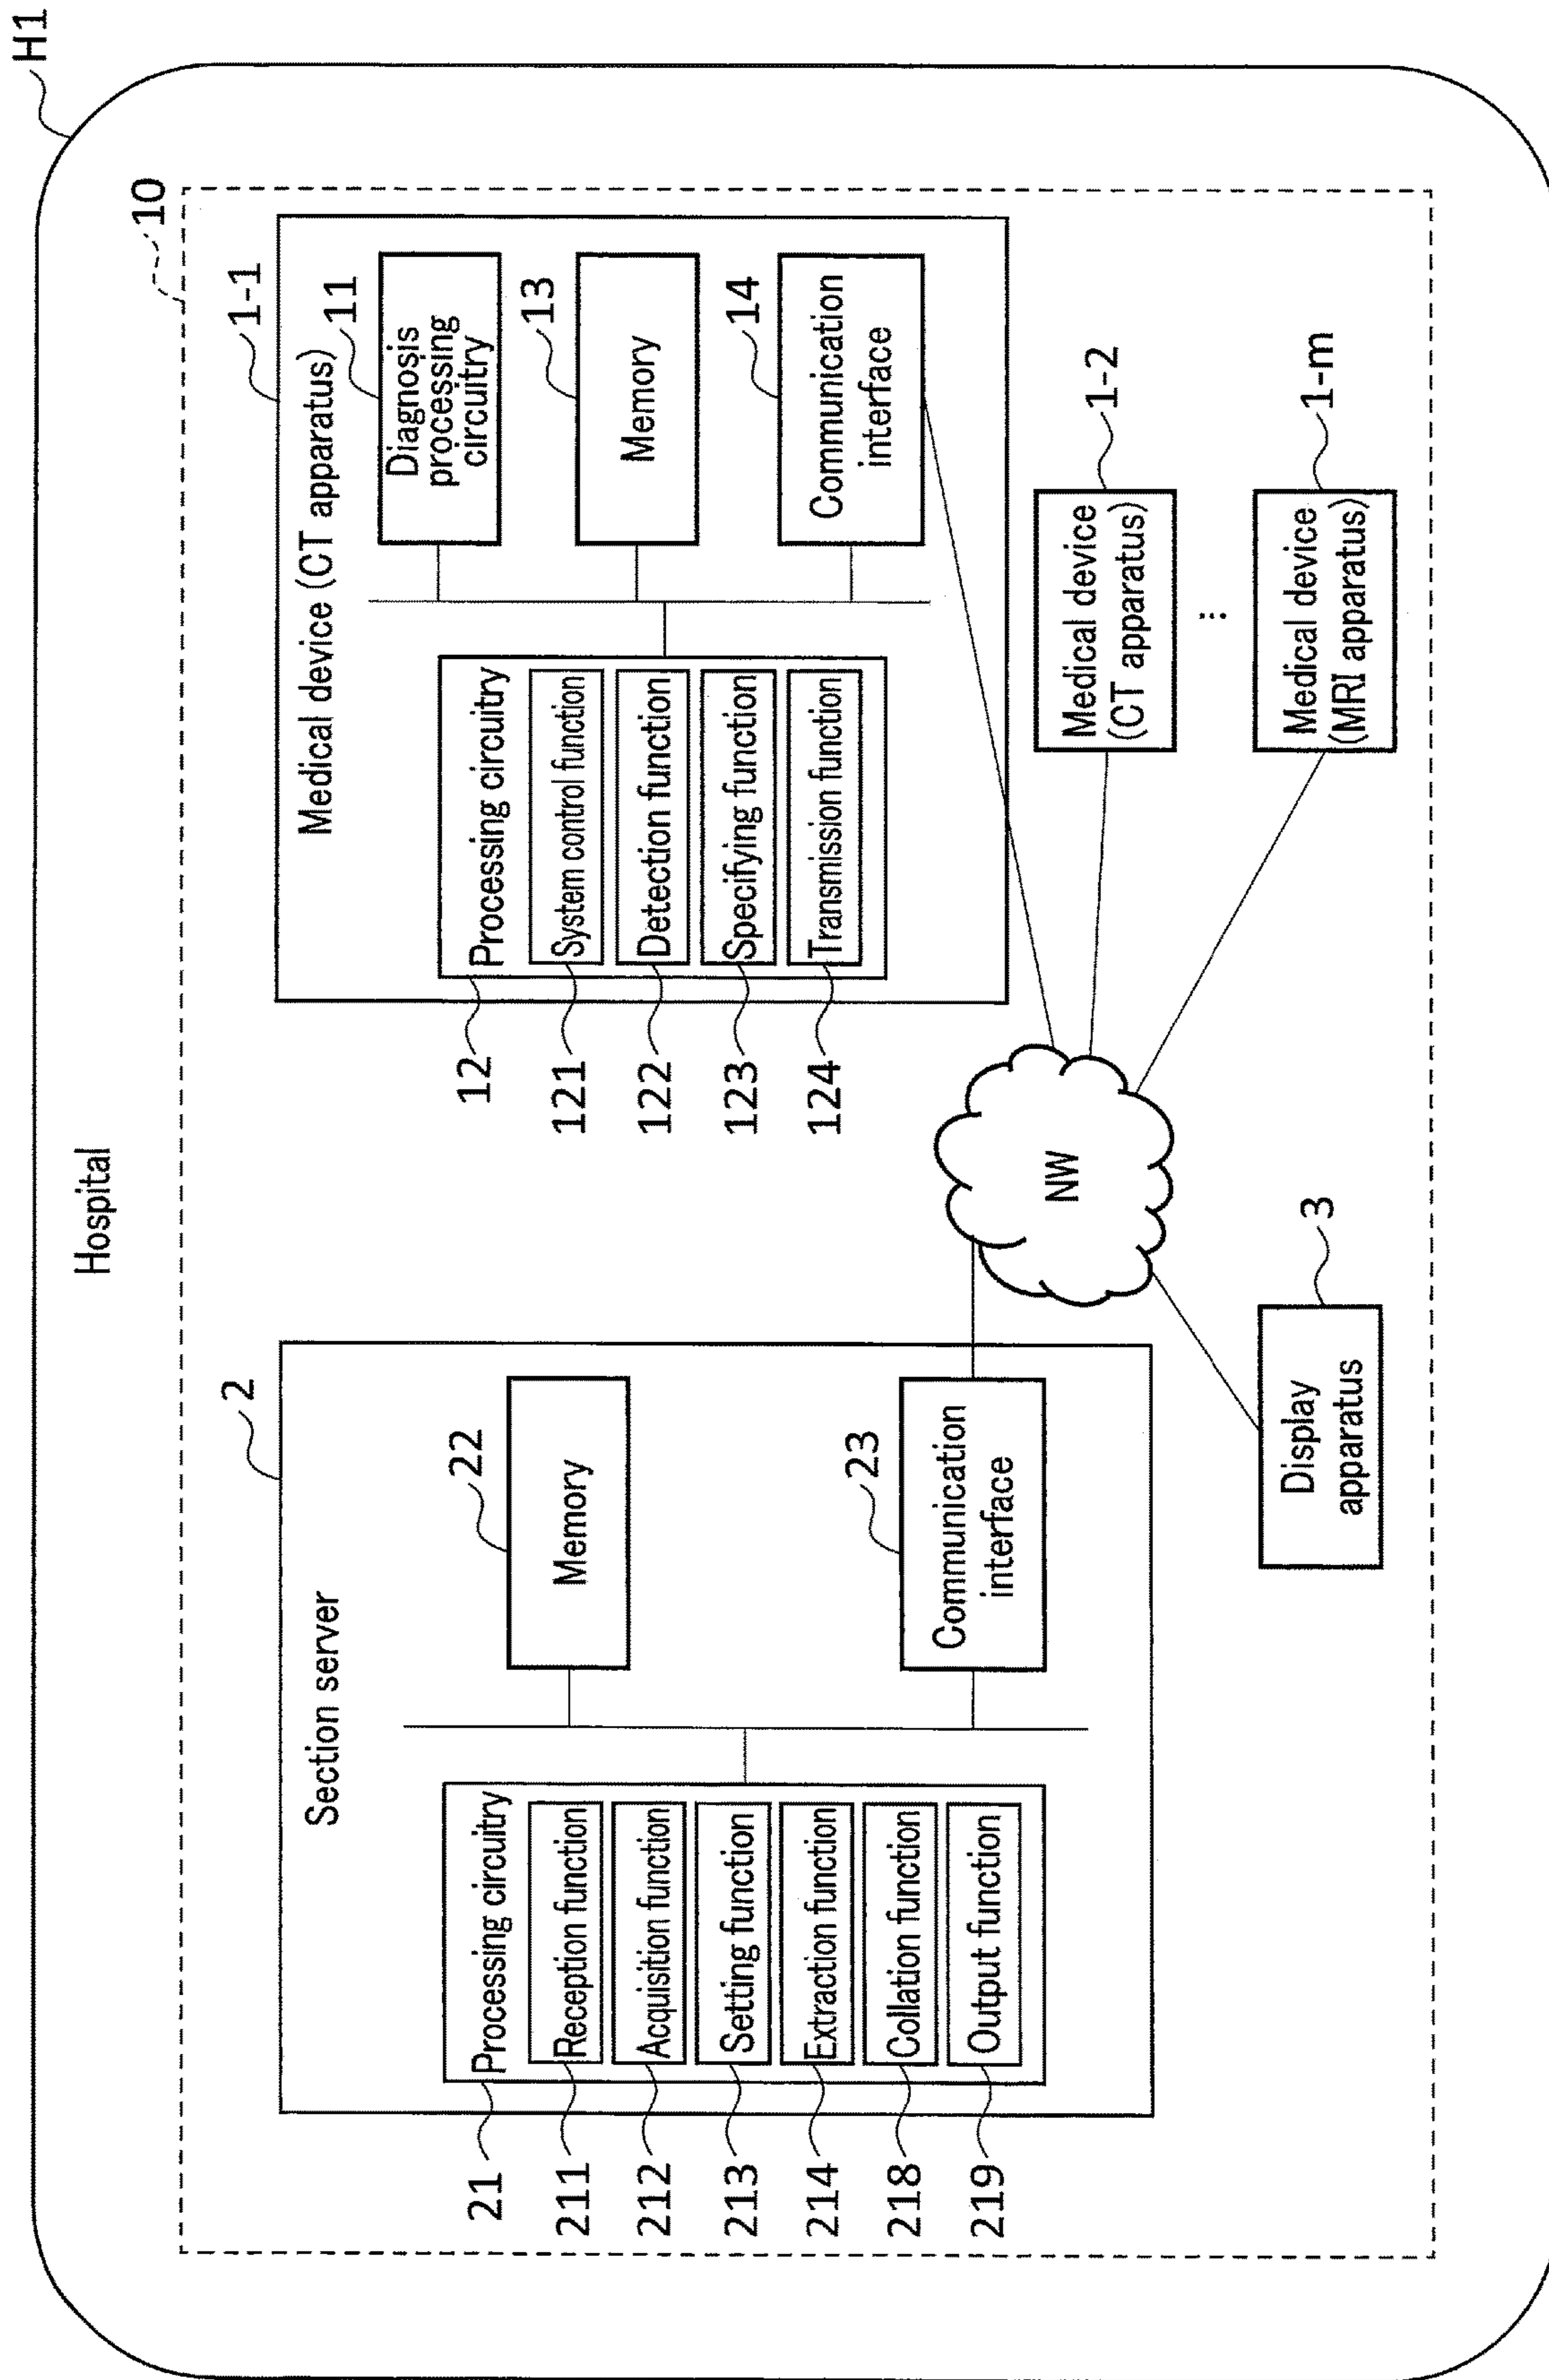 H1
Hospital
10
2
Section server
21
Processing circuitry
211
Reception function
212
Acquisition function
213
Setting function
214
Extraction function
218
Collation function
219
Output function
22
Memory
23
Communication
interface
1-1
Medical device (CT apparatus)
12
Processing circuitry
121
System control function
122
Detection function
123
Specifying function
124
Transmission function
11
Diagnosis
processing
circuitry
13
Memory
14
Communication
interface
NW
3
Display
apparatus
1-2
Medical device
(CT apparatus)
...
1-m
Medical device
(MRI apparatus)